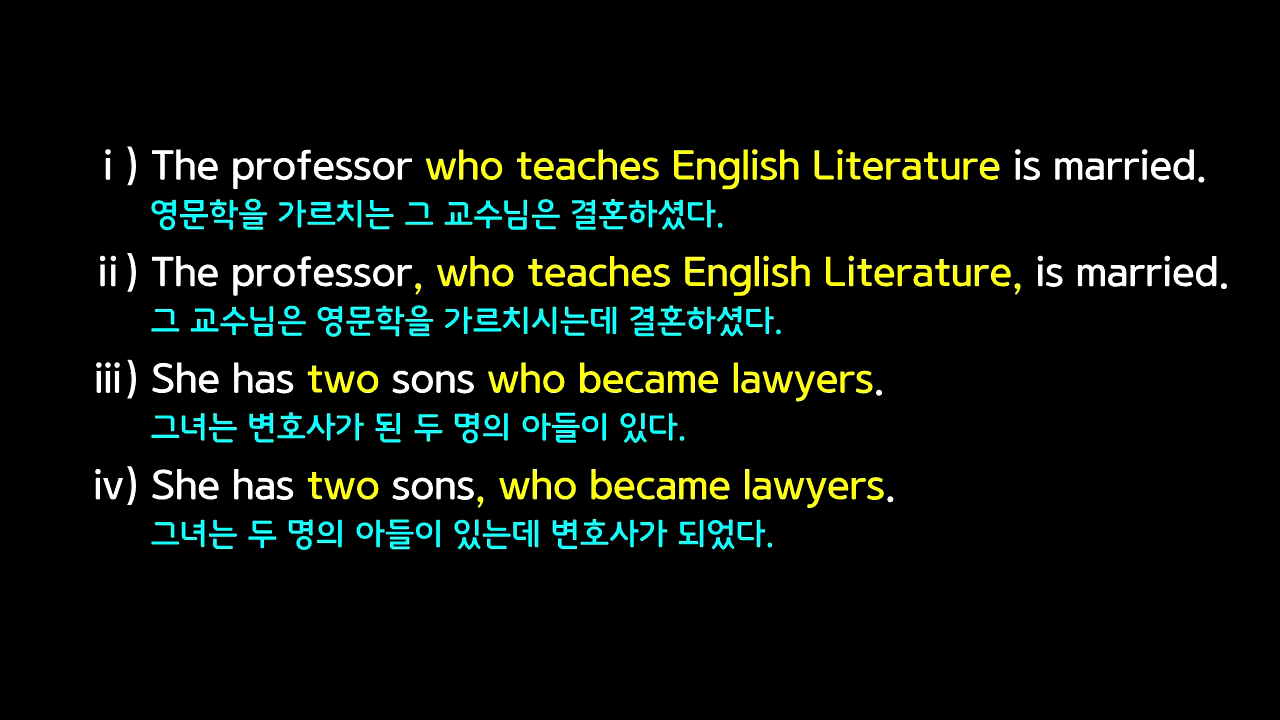 i ) The professor who teaches English Literature is married.
영문학을 가르치는 그 교수님은 결혼하셨다.
ii ) The professor, who teaches English Literature, is married.
그 교수님은 영문학을 가르치시는데 결혼하셨다.
iii ) She has two sons who became lawyers.
그녀는 변호사가 된 두 명의 아들이 있다.
iv) She has two sons, who became lawyers.
그녀는 두 명의 아들이 있는데 변호사가 되었다.